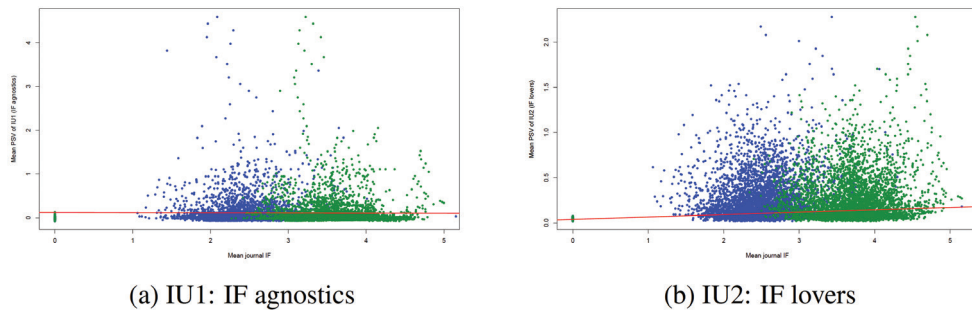 Mean PSV of IU1 (IF agnostics)
4
3
2
1
0
0 1 2 3 4 5
Mean journal IF
(a) IU1: IF agnostics
Mean PSV of IU2 (IF lovers)
2.0
1.5
1.0
0.5
0.0
0 1 2 3 4 5
Mean journal IF
(b) IU2: IF lovers